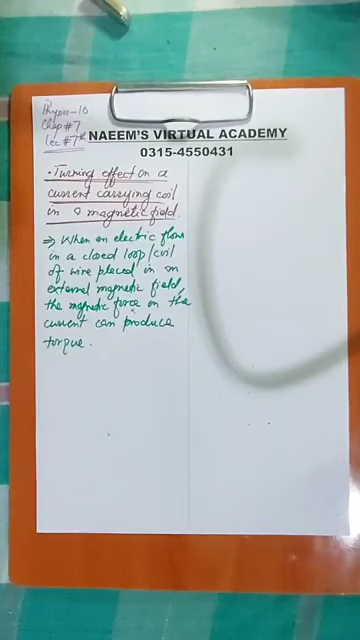 Physics-10
Chap#7
Lec#7th
NAEEM'S VIRTUAL ACADEMY
0315-4550431
• Turning effect on a
current carrying coil
in a magnetic field.
⇒ When an electric flows
in a closed loop/coil
of wire placed in an
external magnetic field,
the magnetic force on the
current can produce
torque.